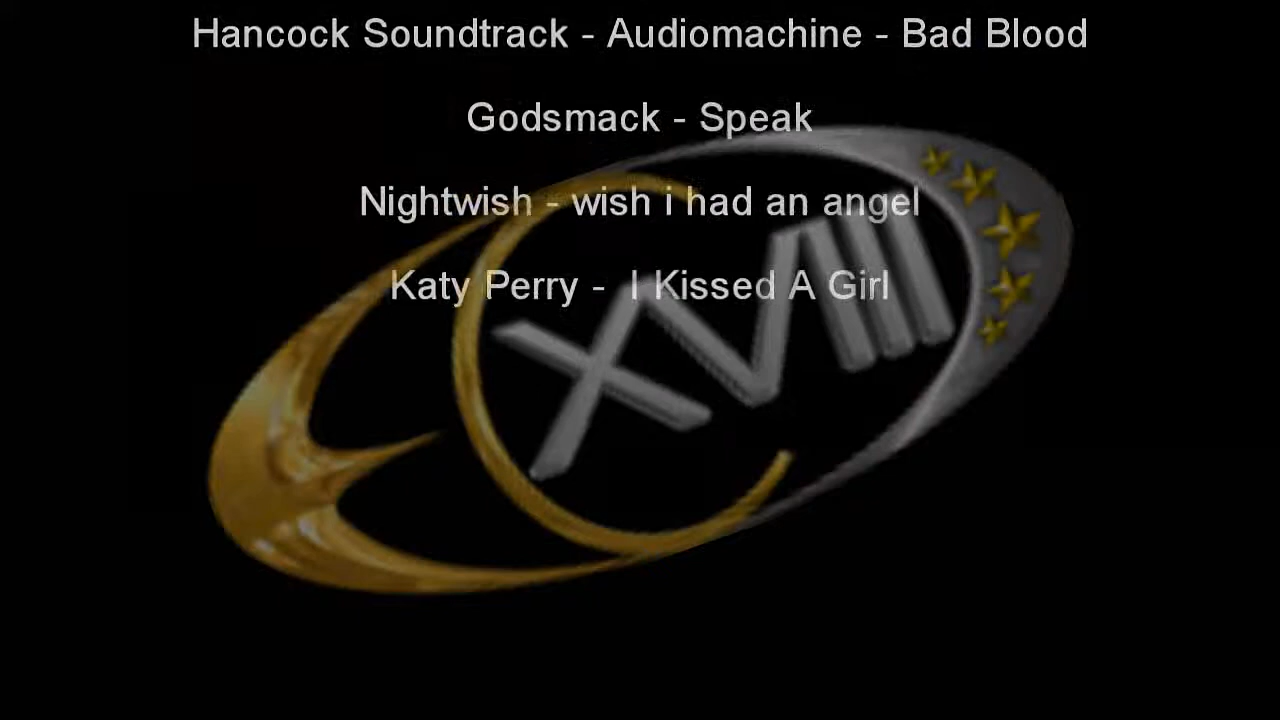 Hancock Soundtrack - Audiomachine - Bad Blood
Godsmack - Speak
Nightwish - wish i had an angel
Katy Perry -  I Kissed A Girl
XVIII